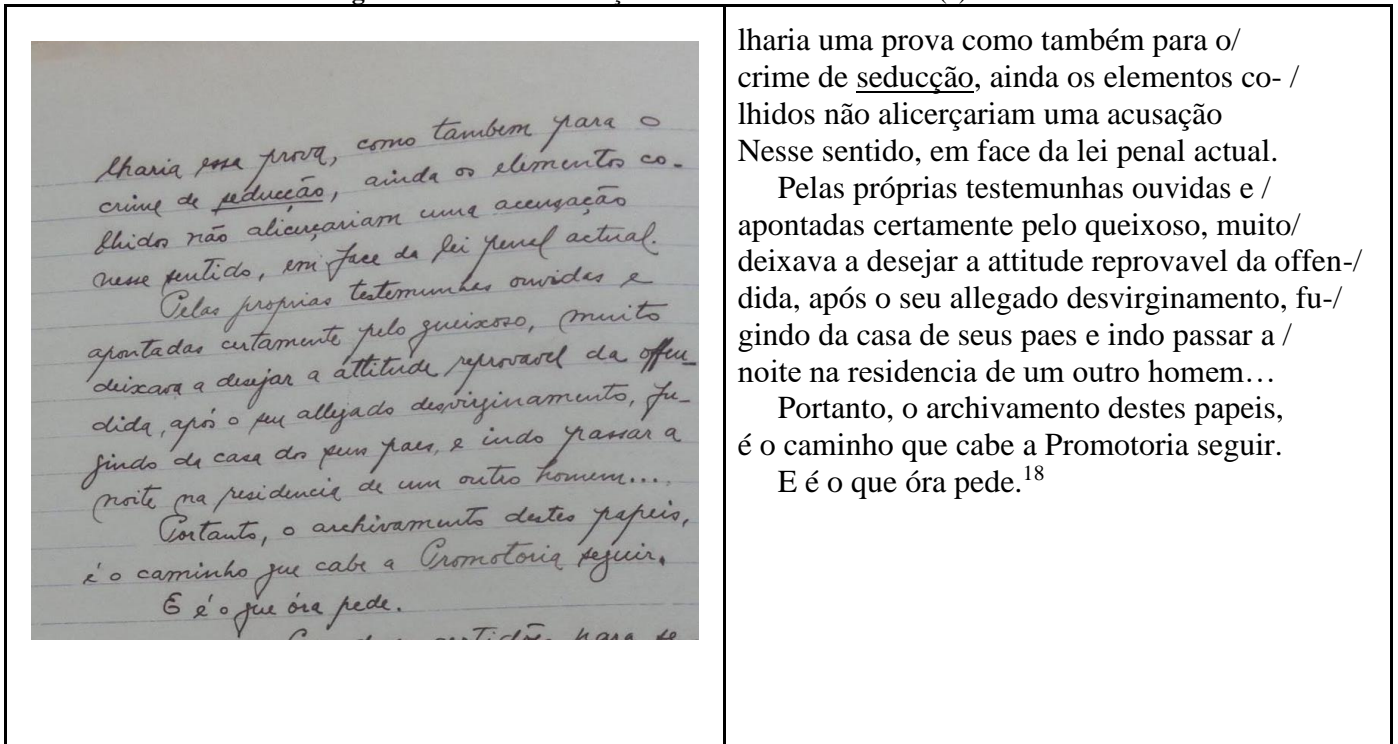 lharia essa prova, como tambem para o
crime de seducção, ainda os elementos co-
lhidos não alicerçariam uma accusação
nesse sentido, em face da lei penal actual.
Pelas proprias testemunhas ouvidas e
apontadas certamente pelo queixoso, muito
deixava a desejar a attitude reprovavel da offen-
dida, após o seu allegado desvirginamento, fu-
gindo da casa dos seus paes, e indo passar a
noite na residencia de um outro homem...
Portanto, o archivamento destes papeis,
é o caminho que cabe a Promotoria seguir.
E é o que óra pede.
certidões para se
lharia uma prova como também para o/
crime de seducção, ainda os elementos co- /
lhidos não alicerçariam uma acusação
Nesse sentido, em face da lei penal actual.
Pelas próprias testemunhas ouvidas e /
apontadas certamente pelo queixoso, muito/
deixava a desejar a attitude reprovavel da offen-/
dida, após o seu allegado desvirginamento, fu-/
gindo da casa de seus paes e indo passar a /
noite na residencia de um outro homem…
Portanto, o archivamento destes papeis,
é o caminho que cabe a Promotoria seguir.
E é o que óra pede.18